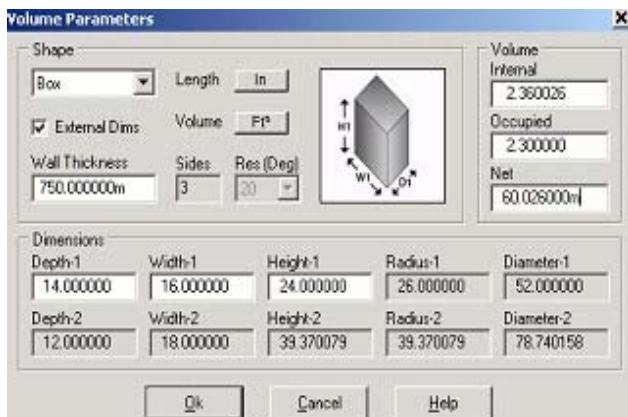 Volume Parameters
Shape
Box
Length In
External Dims
Volume Ft³
Wall Thickness
750.000000m
Sides
3
Res (Deg)
20
H1
W1
D1
Volume
Internal
2.360026
Occupied
2.300000
Net
60.026000m
Dimensions
Depth-1 Width-1 Height-1 Radius-1 Diameter-1
14.000000 16.000000 24.000000 26.000000 52.000000
Depth-2 Width-2 Height-2 Radius-2 Diameter-2
12.000000 18.000000 39.370079 39.370079 78.740158
Ok Cancel Help